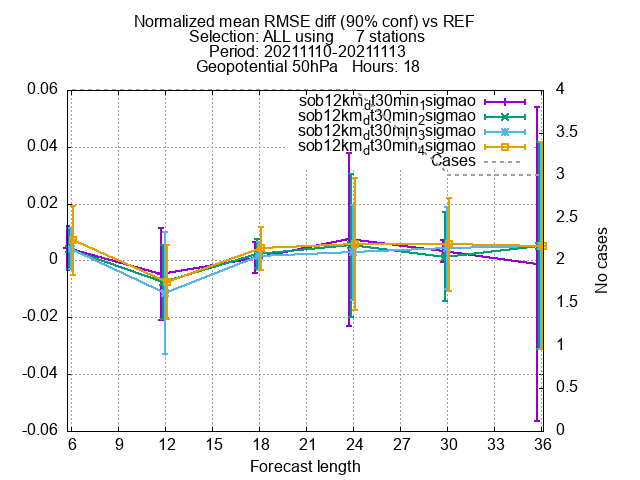 Normalized mean RMSE diff (90% conf) vs REF
Selection: ALL using 7 stations
Period: 20211110-20211113
Geopotential 50hPa Hours: 18
sob12km_dt30min_1sigmao
sob12km_dt30min_2sigmao
sob12km_dt30min_3sigmao
sob12km_dt30min_4sigmao
Cases
0.06
0.04
0.02
0
-0.02
-0.04
-0.06
4
3.5
3
2.5
2
1.5
1
0.5
0
No cases
6 9 12 15 18 21 24 27 30 33 36
Forecast length